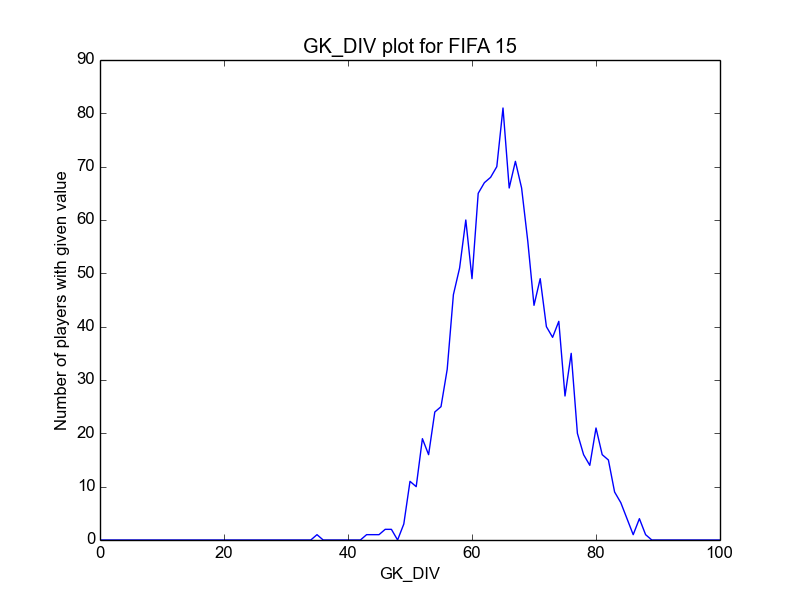 GK_DIV plot for FIFA 15
Number of players with given value
90
80
70
60
50
40
30
20
10
0
0 20 40 60 80 100
GK_DIV